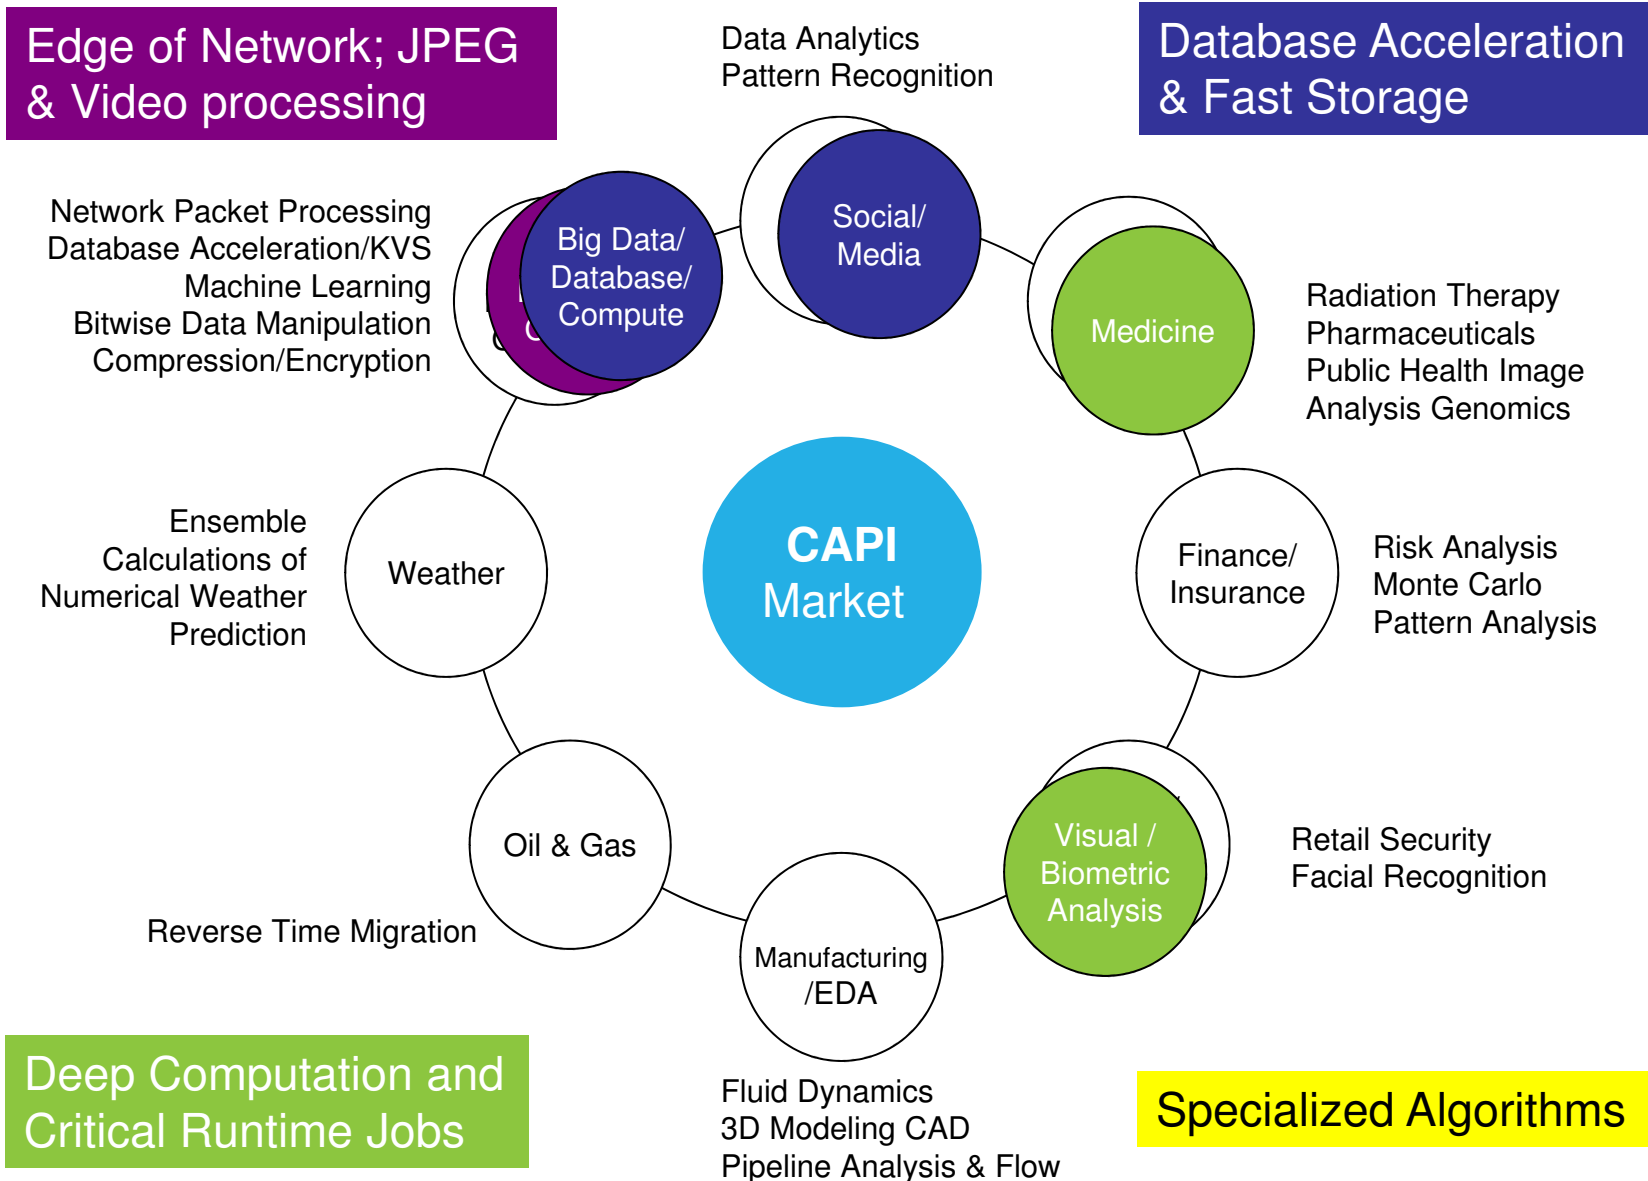 Edge of Network; JPEG
& Video processing
Data Analytics
Pattern Recognition
Database Acceleration
& Fast Storage
Network Packet Processing
Database Acceleration/KVS
Machine Learning
Bitwise Data Manipulation
Compression/Encryption
Big Data/
Database/
Compute
Social/
Media
Medicine
Radiation Therapy
Pharmaceuticals
Public Health Image
Analysis Genomics
Ensemble
Calculations of
Numerical Weather
Prediction
Weather
CAPI
Market
Finance/
Insurance
Risk Analysis
Monte Carlo
Pattern Analysis
Oil & Gas
Reverse Time Migration
Visual /
Biometric
Analysis
Retail Security
Facial Recognition
Manufacturing
/EDA
Fluid Dynamics
3D Modeling CAD
Pipeline Analysis & Flow
Deep Computation and
Critical Runtime Jobs
Specialized Algorithms